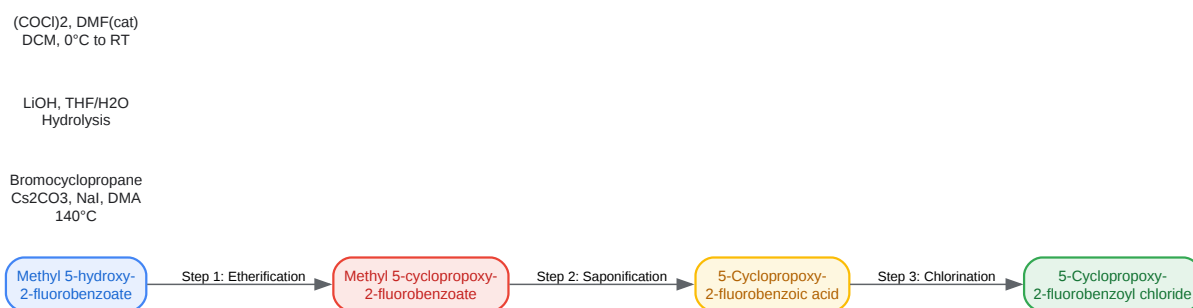 (COCl)2, DMF(cat)
DCM, 0°C to RT
LiOH, THF/H2O
Hydrolysis
Bromocyclopropane
Cs2CO3, NaI, DMA
140°C
Methyl 5-hydroxy-
2-fluorobenzoate
Step 1: Etherification
Methyl 5-cyclopropoxy-
2-fluorobenzoate
Step 2: Saponification
5-Cyclopropoxy-
2-fluorobenzoic acid
Step 3: Chlorination
5-Cyclopropoxy-
2-fluorobenzoyl chloride